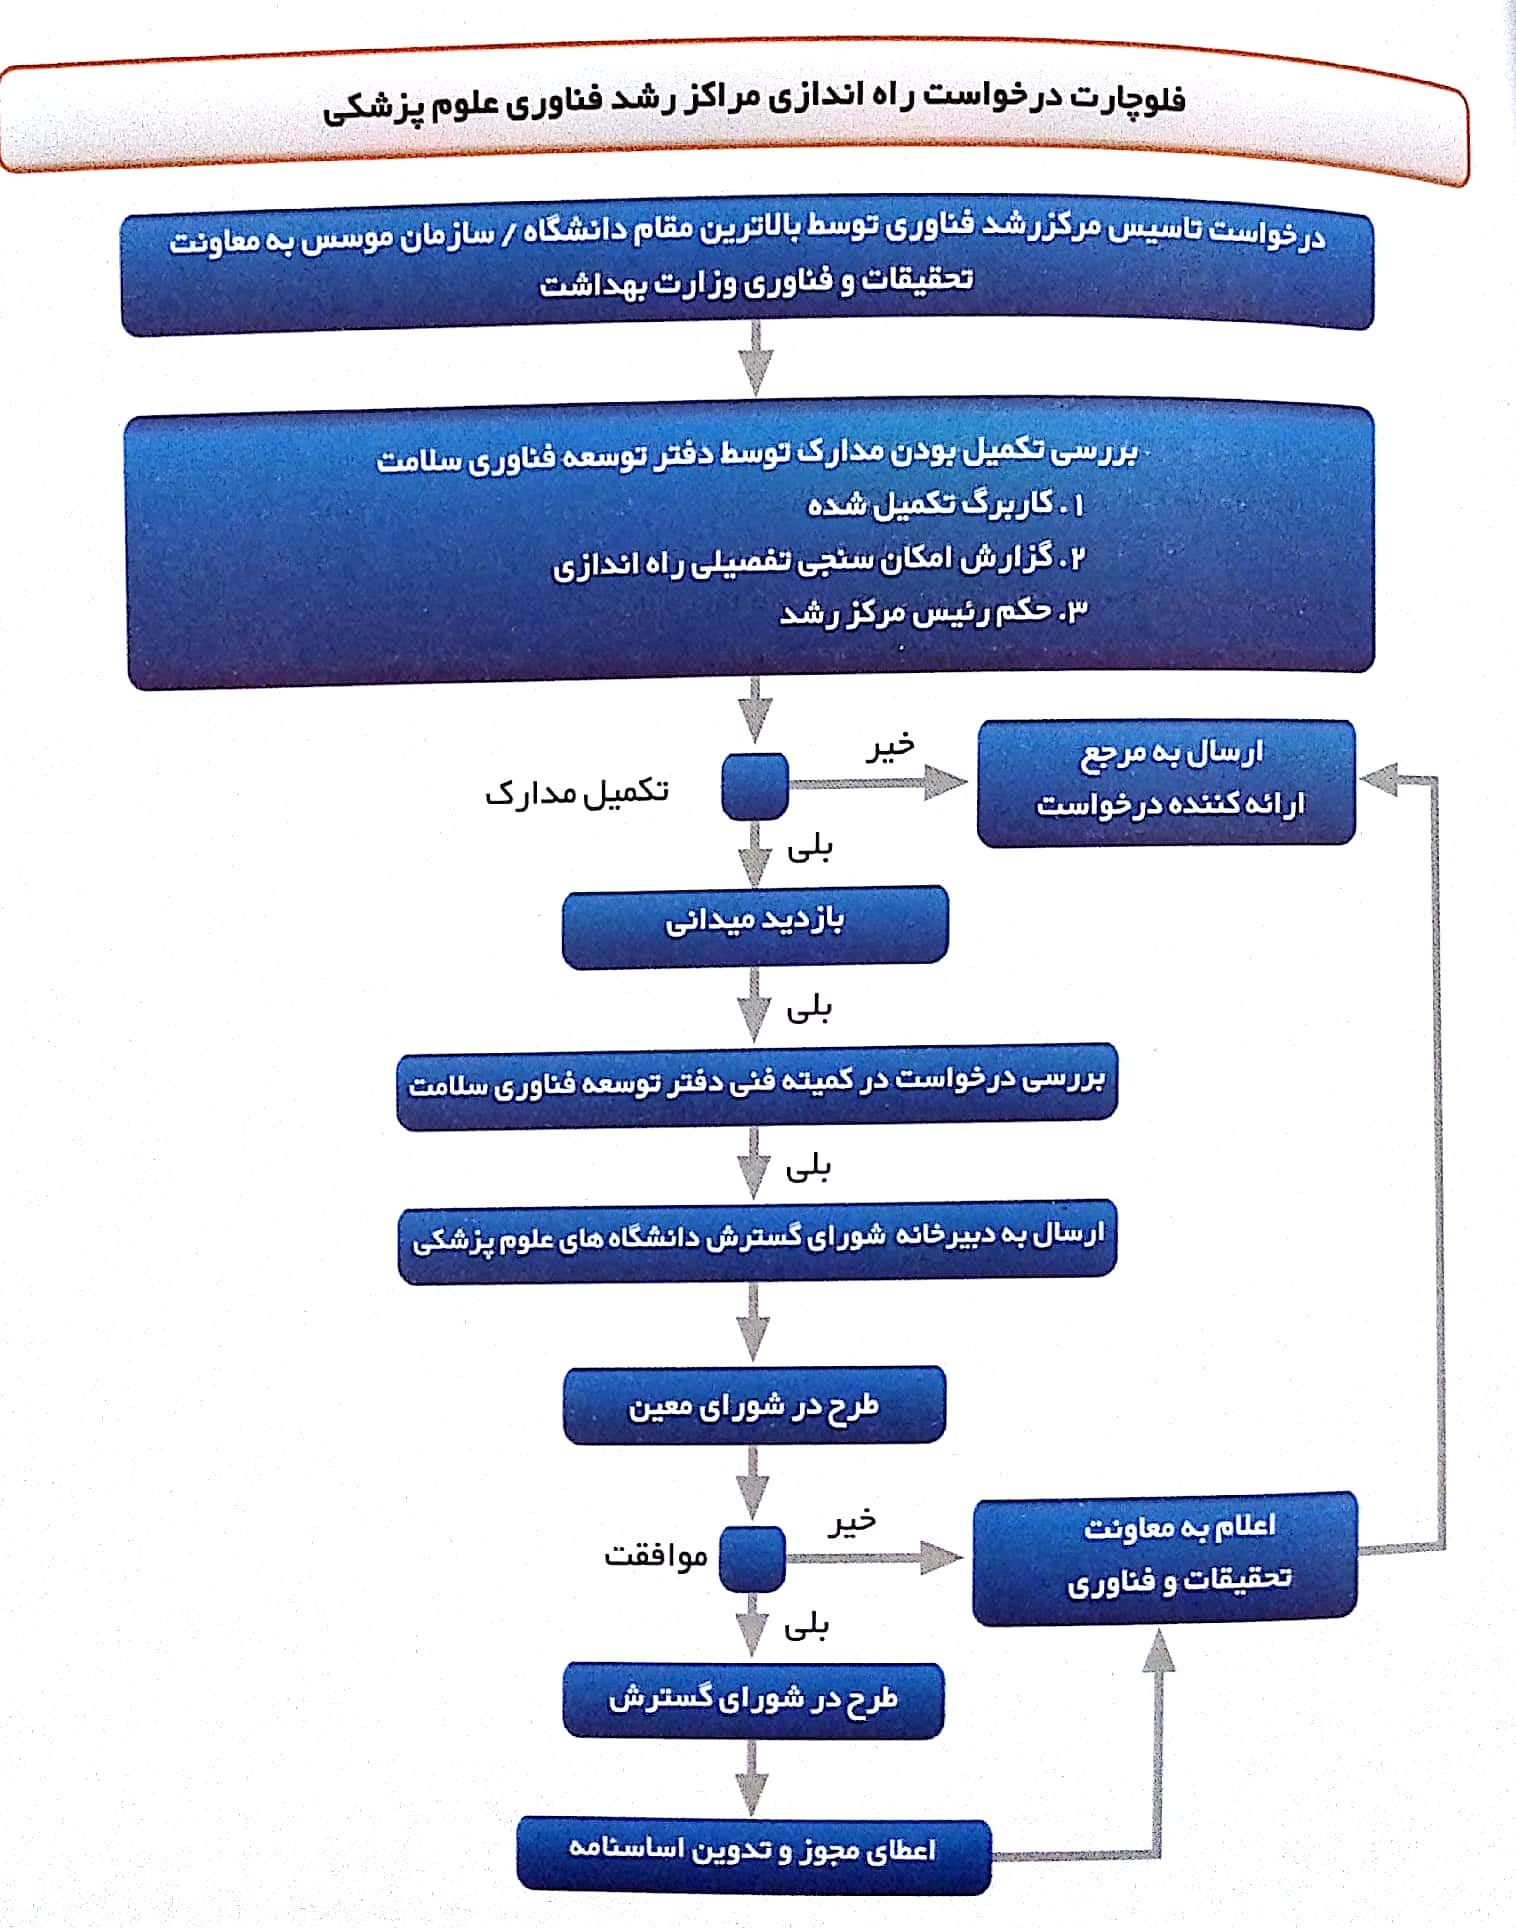 فلوچارت درخواست راه اندازی مراکز رشد فناوری علوم پزشکی
درخواست تاسیس مرکزرشد فناوری توسط بالاترین مقام دانشگاه / سازمان موسس به معاونت
تحقیقات و فناوری وزارت بهداشت
بررسی تکمیل بودن مدارک توسط دفتر توسعه فناوری سلامت
۱. کاربرگ تکمیل شده
۲. گزارش امکان سنجی تفصیلی راه اندازی
۳. حکم رئیس مرکز رشد
تکمیل مدارک
خیر
ارسال به مرجع
ارائه کننده درخواست
بلی
بازدید میدانی
بلی
بررسی درخواست در کمیته فنی دفتر توسعه فناوری سلامت
بلی
ارسال به دبیرخانه شورای گسترش دانشگاه های علوم پزشکی
طرح در شورای معین
موافقت
خیر
اعلام به معاونت
تحقیقات و فناوری
بلی
طرح در شورای گسترش
اعطای مجوز و تدوین اساسنامه